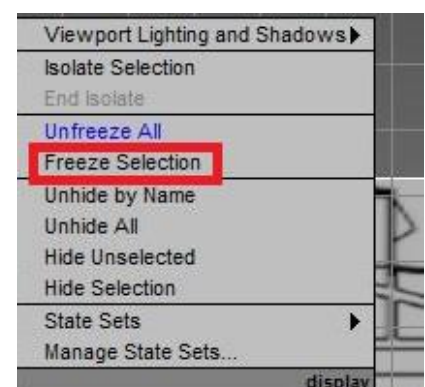 Viewport Lighting and Shadows
Isolate Selection
End Isolate
Unfreeze All
Freeze Selection
Unhide by Name
Unhide All
Hide Unselected
Hide Selection
State Sets
Manage State Sets...
display